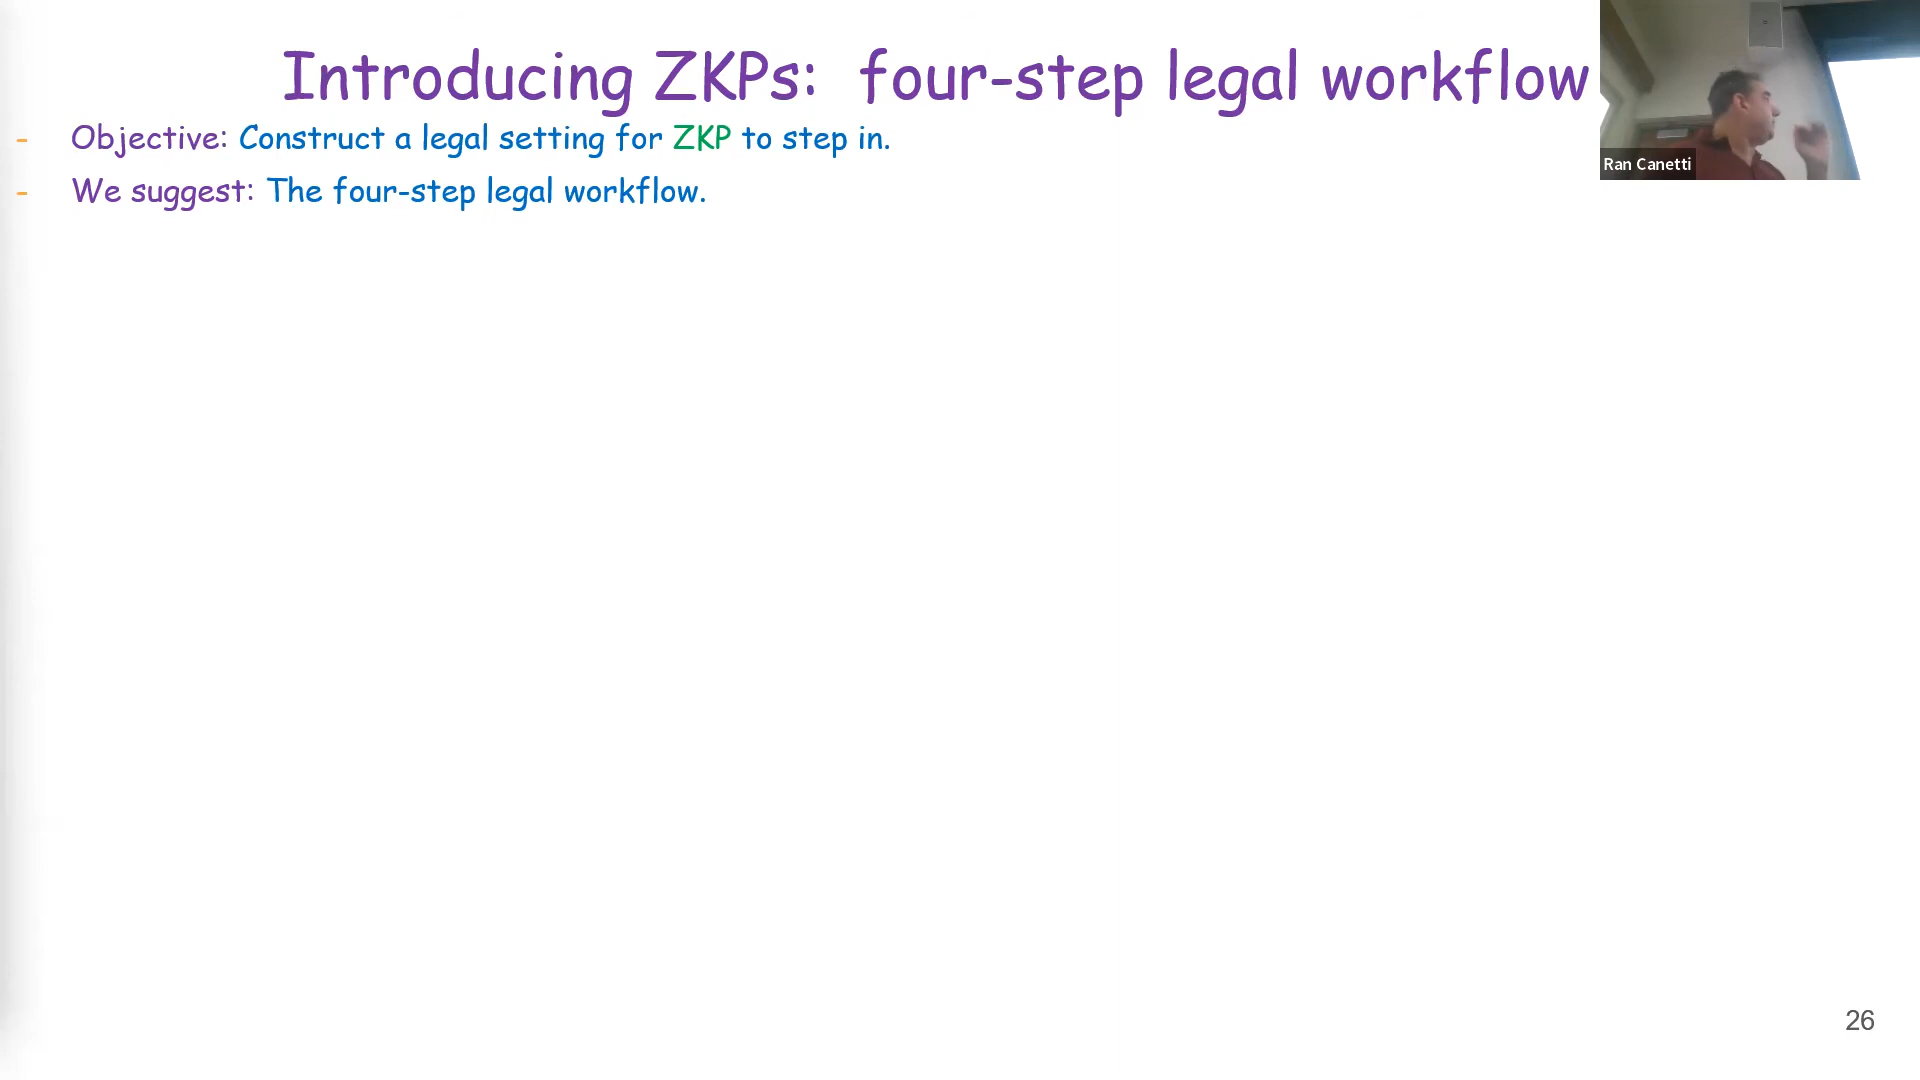 Introducing ZKPs: four-step legal workflow
- Objective: Construct a legal setting for ZKP to step in.
- We suggest: The four-step legal workflow.
Ran Canetti
26